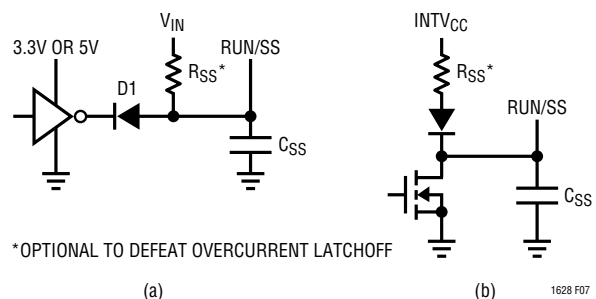 V_IN
3.3V OR 5V
D1
R_SS*
RUN/SS
C_SS
INTV_CC
R_SS*
RUN/SS
C_SS
*OPTIONAL TO DEFEAT OVERCURRENT LATCHOFF
(a)
(b)
1628 F07